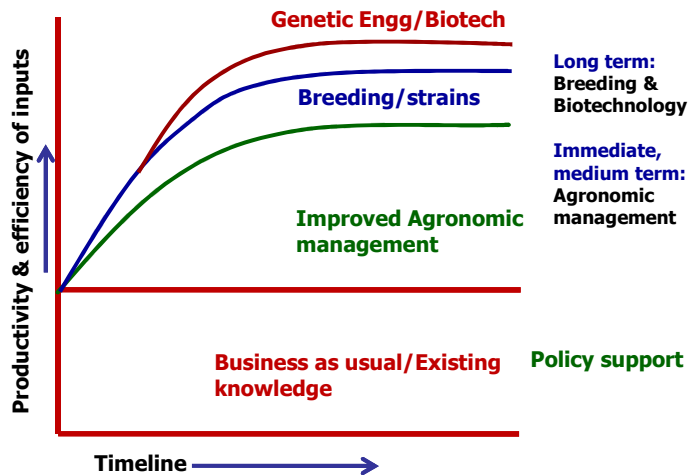 Genetic Engg/Biotech
Long term:
Breeding &
Biotechnology
Breeding/strains
Immediate,
medium term:
Agronomic
management
Improved Agronomic
management
Productivity & efficiency of inputs
Business as usual/Existing
knowledge
Policy support
Timeline